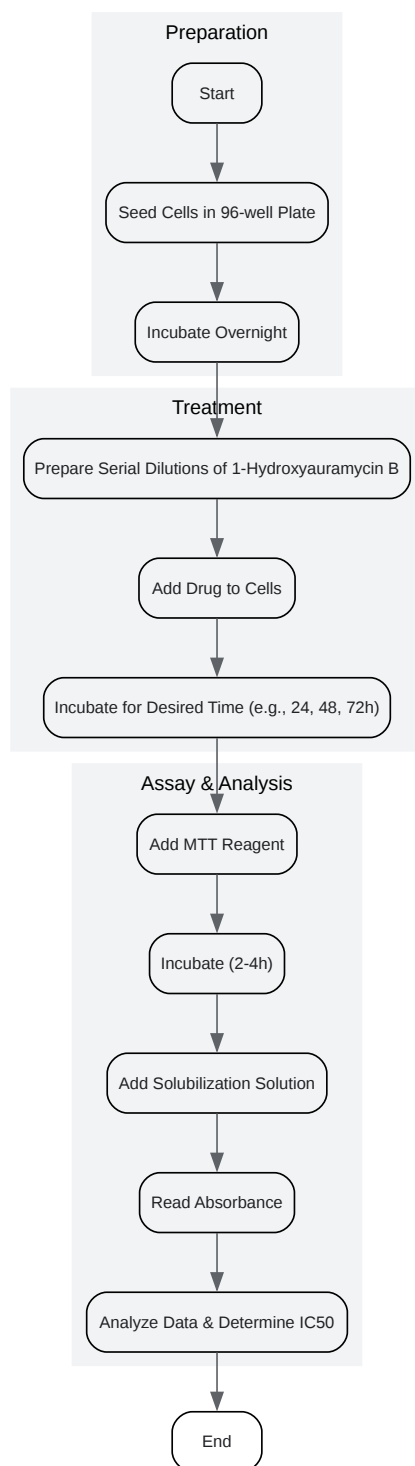 Preparation
Start
Seed Cells in 96-well Plate
Incubate Overnight
Treatment
Prepare Serial Dilutions of 1-Hydroxyauramycin B
Add Drug to Cells
Incubate for Desired Time (e.g., 24, 48, 72h)
Assay & Analysis
Add MTT Reagent
Incubate (2-4h)
Add Solubilization Solution
Read Absorbance
Analyze Data & Determine IC50
End